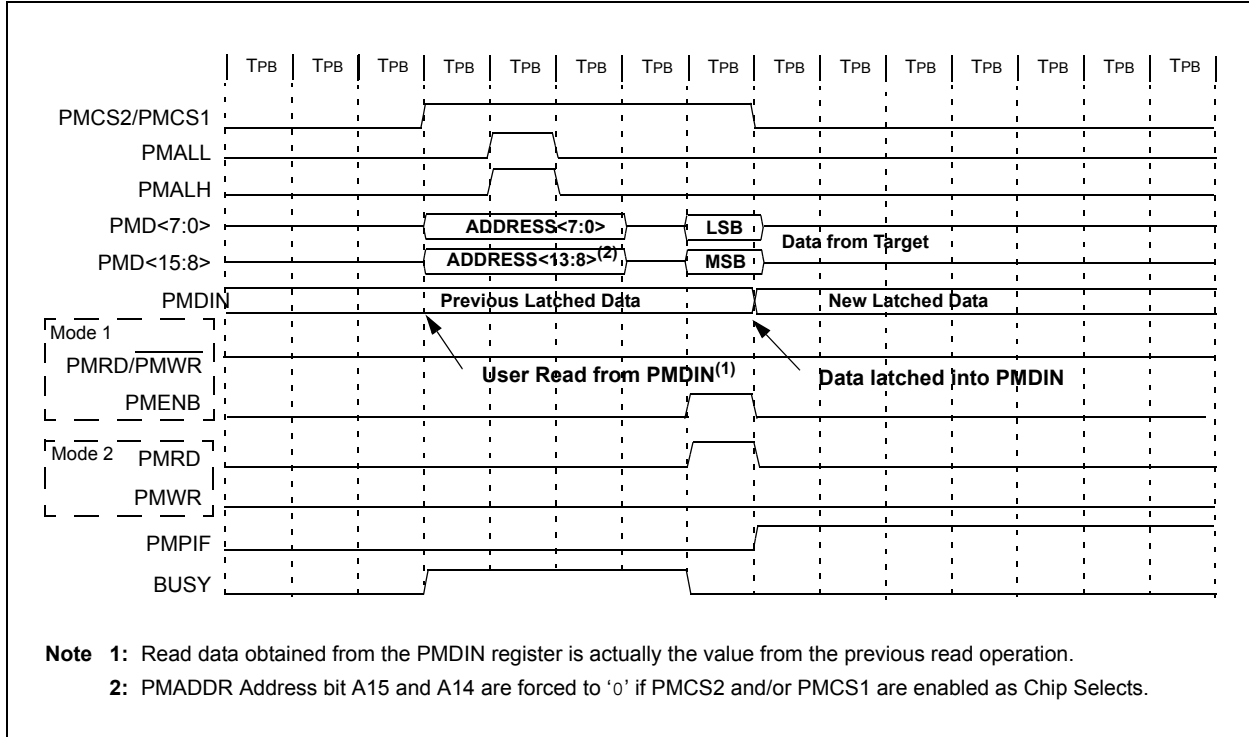 TPB TPB TPB TPB TPB TPB TPB TPB TPB TPB TPB TPB TPB TPB TPB
PMCS2/PMCS1
PMALL
PMALH
PMD<7:0> ADDRESS<7:0> LSB
Data from Target
PMD<15:8> ADDRESS<13:8>(2) MSB
PMDIN Previous Latched Data New Latched Data
Mode 1
PMRD/PMWR
User Read from PMDIN(1) Data latched into PMDIN
PMENB
Mode 2 PMRD
PMWR
PMPIF
BUSY
Note 1: Read data obtained from the PMDIN register is actually the value from the previous read operation.
2: PMADDR Address bit A15 and A14 are forced to ‘0’ if PMCS2 and/or PMCS1 are enabled as Chip Selects.